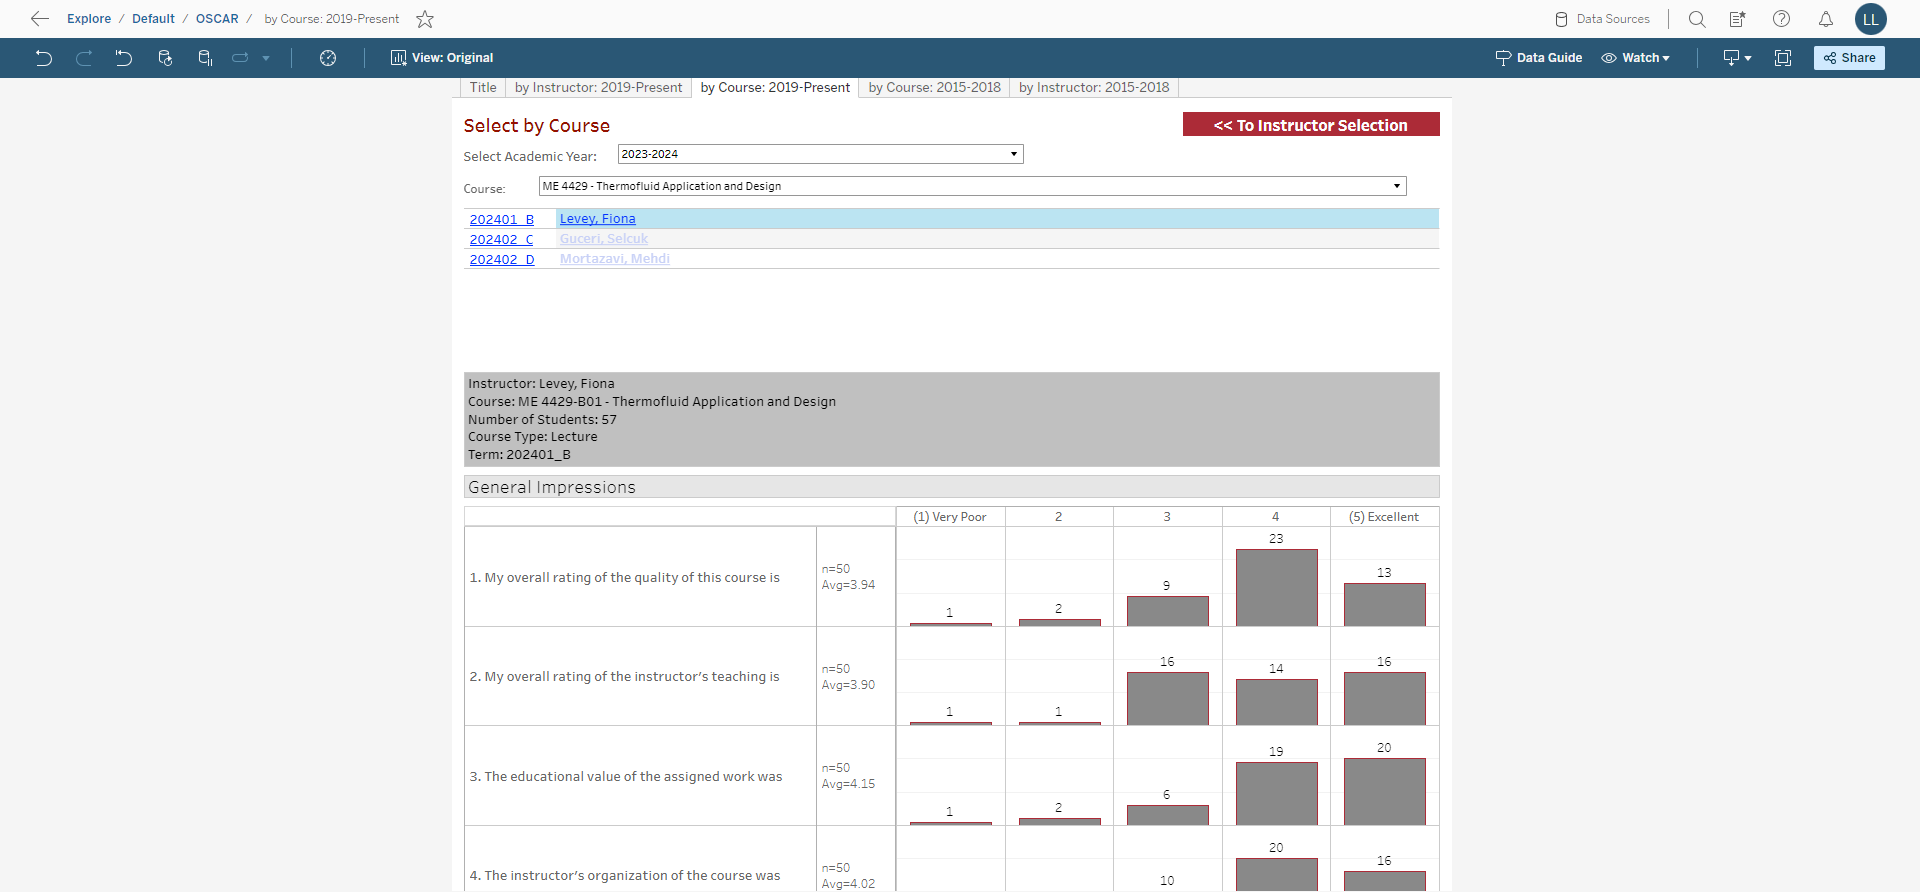 Explore / Default / OSCAR / by Course: 2019-Present
Data Sources
LL
View: Original
Data Guide
Watch
Share
Title
by Instructor: 2019-Present
by Course: 2019-Present
by Course: 2015-2018
by Instructor: 2015-2018
Select by Course
<< To Instructor Selection
Select Academic Year:
2023-2024
Course:
ME 4429 - Thermofluid Application and Design
202401_B Levey, Fiona
202402_C Guceri, Selcuk
202402_D Mortazavi, Mehdi
Instructor: Levey, Fiona
Course: ME 4429-B01 - Thermofluid Application and Design
Number of Students: 57
Course Type: Lecture
Term: 202401_B
General Impressions
(1) Very Poor 2 3 4 (5) Excellent
1. My overall rating of the quality of this course is
n=50
Avg=3.94
1 2 9 23 13
2. My overall rating of the instructor's teaching is
n=50
Avg=3.90
1 1 16 14 16
3. The educational value of the assigned work was
n=50
Avg=4.15
1 2 6 19 20
4. The instructor's organization of the course was
n=50
Avg=4.02
10 20 16